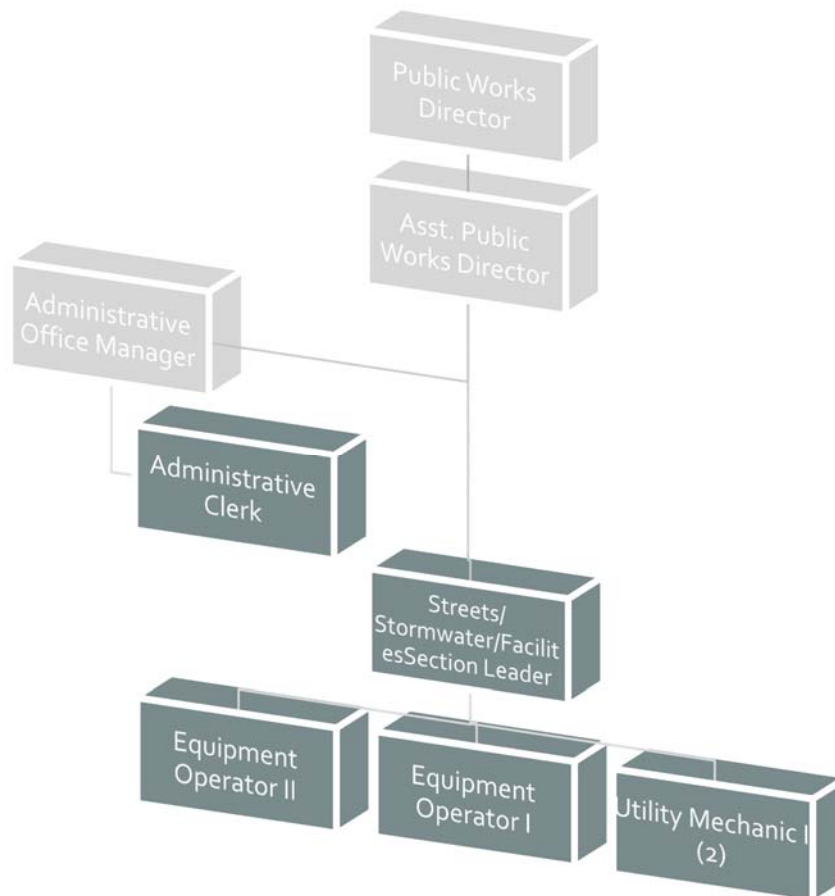 Public Works
Director
Asst. Public
Works Director
Administrative
Office Manager
Administrative
Clerk
Streets/
Stormwater/Facilit
esSection Leader
Equipment
Operator II
Equipment
Operator I
Utility Mechanic I
(2)